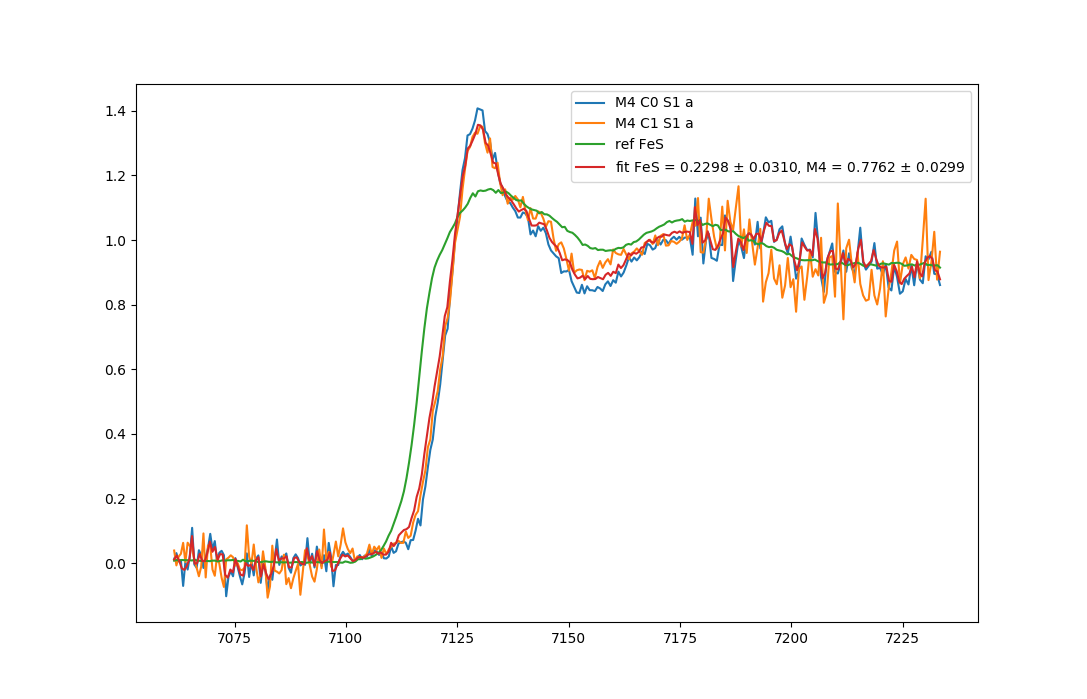 M4 C0 S1 a
M4 C1 S1 a
ref FeS
fit FeS = 0.2298 ± 0.0310, M4 = 0.7762 ± 0.0299
1.4
1.2
1.0
0.8
0.6
0.4
0.2
0.0
7075 7100 7125 7150 7175 7200 7225